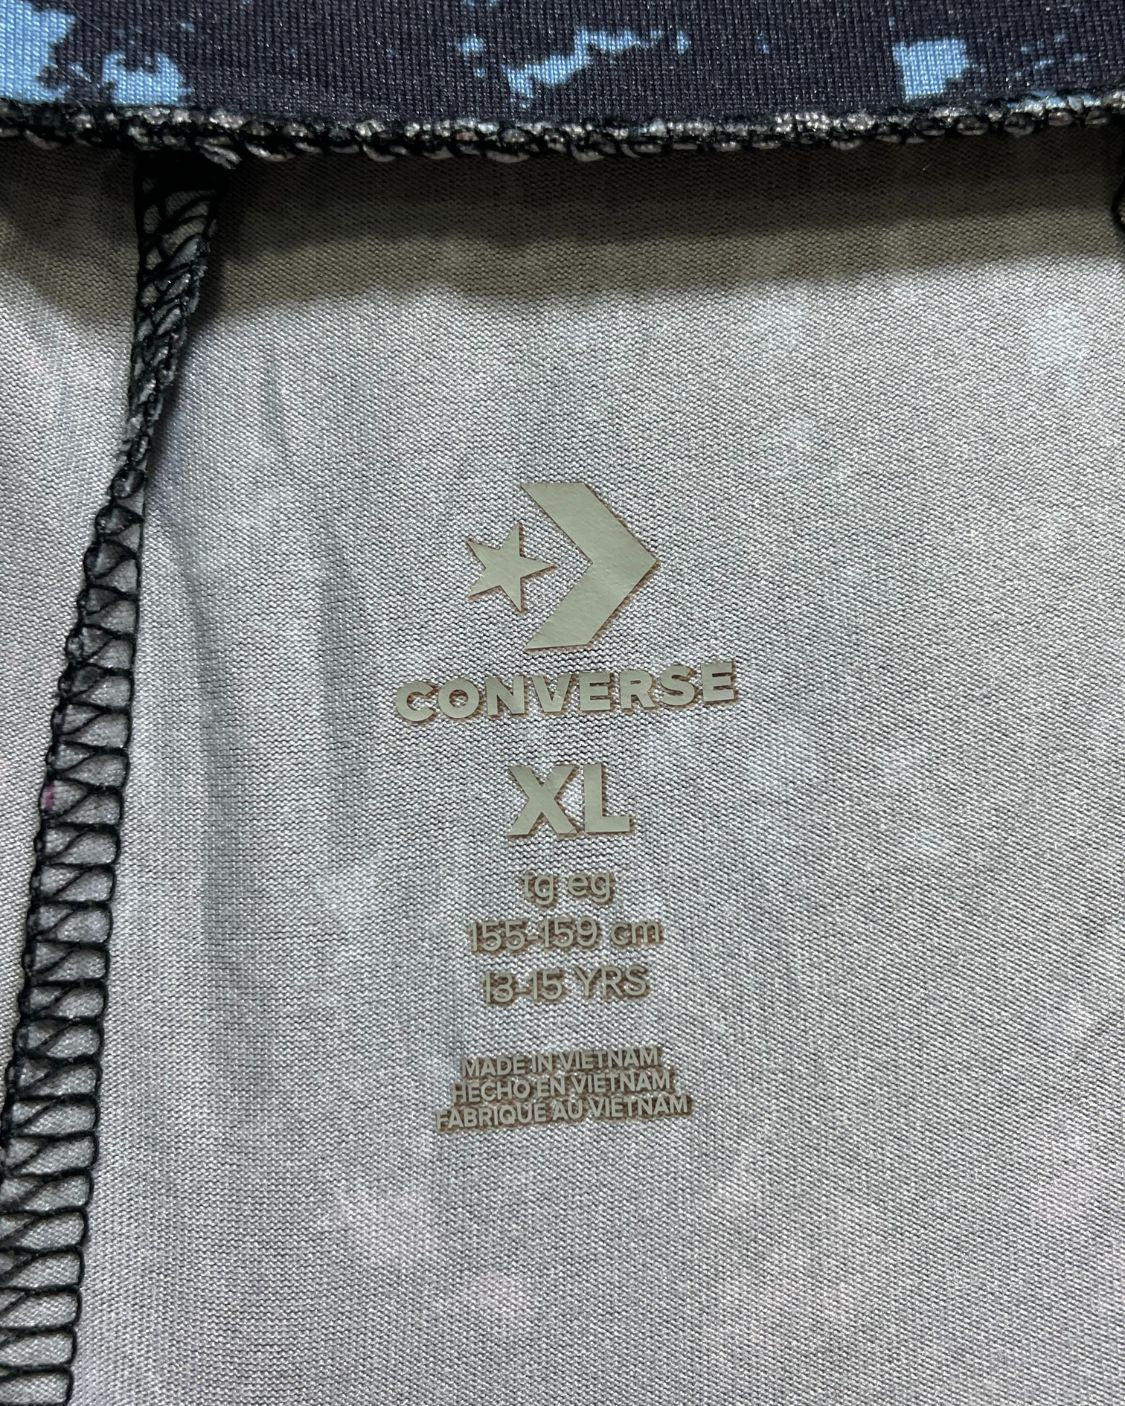 CONVERSE
XL
tg eg
155-159 cm
13-15 YRS
MADE IN VIETNAM
HECHO EN VIETNAM
FABRIQUÉ AU VIETNAM